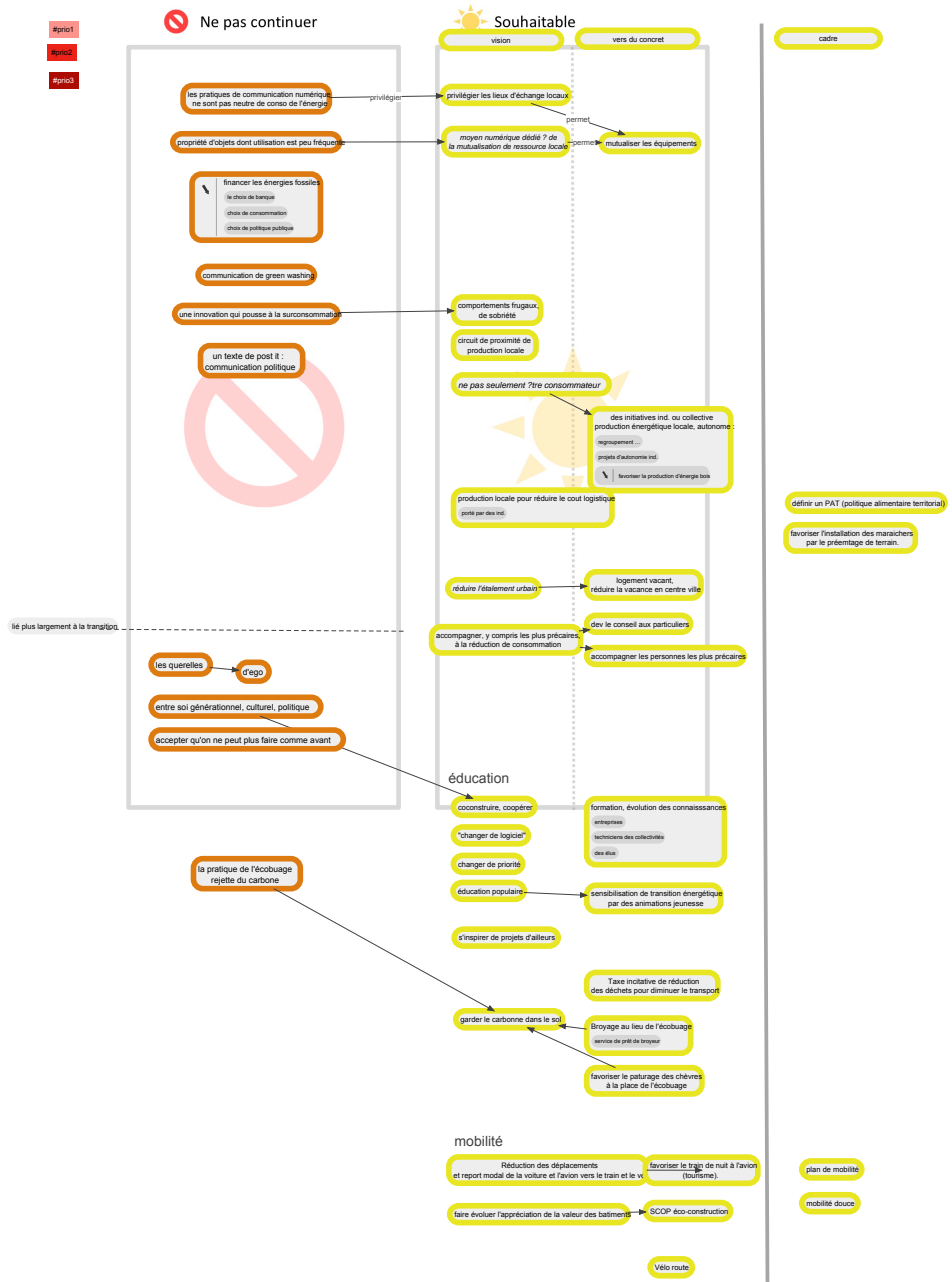 #prio1
#prio2
#prio3
Ne pas continuer
Souhaitable
vision
vers du concret
cadre
les pratiques de communication numérique
ne sont pas neutre de conso de l'énergie
privilégier
privilégier les lieux d'échange locaux
permet
propriété d'objets dont utilisation est peu fréquente
moyen numérique dédié ? de
la mutualisation de ressource locale
permet
mutualiser les équipements
financer les énergies fossiles
le choix de banque
choix de consommation
choix de politique publique
communication de green washing
une innovation qui pousse à la surconsommation
comportements frugaux,
de sobriété
circuit de proximité de
production locale
un texte de post it :
communication politique
ne pas seulement ?tre consommateur
des initiatives ind. ou collective
production énergétique locale, autonome :
regroupement ...
projets d'autonomie ind.
favoriser la production d'énergie bois
production locale pour réduire le cout logistique
porté par des ind.
définir un PAT (politique alimentaire territorial)
favoriser l'installation des maraichers
par le préemtage de terrain.
réduire l'étalement urbain
logement vacant,
réduire la vacance en centre ville
lié plus largement à la transition
accompagner, y compris les plus précaires,
à la réduction de consommation
dev le conseil aux particuliers
accompagner les personnes les plus précaires
les querelles
d'ego
entre soi générationnel, culturel, politique
accepter qu'on ne peut plus faire comme avant
éducation
coconstruire, coopérer
formation, évolution des connaisssances
entreprises
techniciens des collectivités
des élus
"changer de logiciel"
changer de priorité
la pratique de l'écobuage
rejette du carbone
éducation populaire
sensibilisation de transition énergétique
par des animations jeunesse
s'inspirer de projets d'ailleurs
Taxe incitative de réduction
des déchets pour diminuer le transport
garder le carbonne dans le sol
Broyage au lieu de l'écobuage
service de prêt de broyeur
favoriser le paturage des chèvres
à la place de l'écobuage
mobilité
Réduction des déplacements
et report modal de la voiture et l'avion vers le train et le
favoriser le train de nuit à l'avion
(tourisme).
plan de mobilité
mobilité douce
faire évoluer l'appréciation de la valeur des batiments
SCOP éco-construction
Vélo route